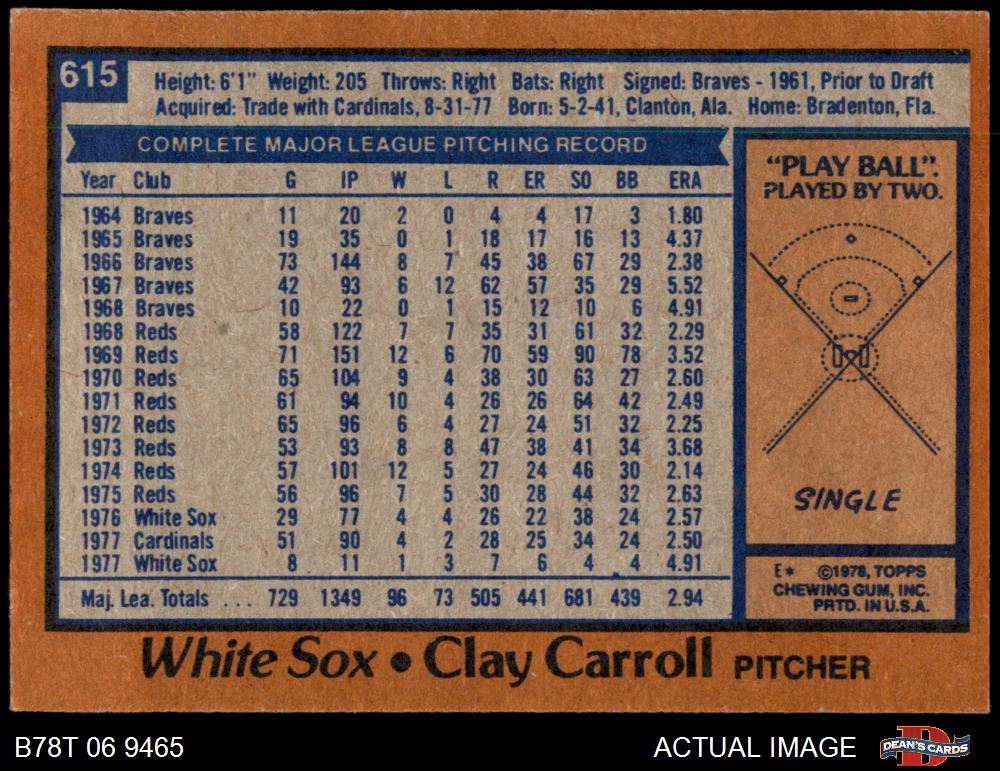 615
Height: 6'1" Weight: 205 Throws: Right Bats: Right Signed: Braves - 1961, Prior to Draft
Acquired: Trade with Cardinals, 8-31-77 Born: 5-2-41, Clanton, Ala. Home: Bradenton, Fla.
COMPLETE MAJOR LEAGUE PITCHING RECORD
Year Club G IP W L R ER SO BB ERA
1964 Braves 11 20 2 0 4 4 17 3 1.80
1965 Braves 19 35 0 1 18 17 16 13 4.37
1966 Braves 73 144 8 7 45 38 67 29 2.38
1967 Braves 42 93 6 12 62 57 35 29 5.52
1968 Braves 10 22 0 1 15 12 10 6 4.91
1968 Reds 58 122 7 7 35 31 61 32 2.29
1969 Reds 71 151 12 6 70 59 90 78 3.52
1970 Reds 65 104 9 4 38 30 63 27 2.60
1971 Reds 61 94 10 4 26 26 64 42 2.49
1972 Reds 65 96 6 4 27 24 51 32 2.25
1973 Reds 53 93 8 8 47 38 41 34 3.68
1974 Reds 57 101 12 5 27 24 46 30 2.14
1975 Reds 56 96 7 5 30 28 44 32 2.63
1976 White Sox 29 77 4 4 26 22 38 24 2.57
1977 Cardinals 51 90 4 2 28 25 34 24 2.50
1977 White Sox 8 11 1 3 7 6 4 4 4.91
Maj. Lea. Totals ... 729 1349 96 73 505 441 681 439 2.94
"PLAY BALL":
PLAYED BY TWO.
SINGLE
E* ©1978, TOPPS
CHEWING GUM, INC.
PRTD. IN U.S.A.
White Sox • Clay Carroll PITCHER
B78T 06 9465
ACTUAL IMAGE
D
DEAN'S CARDS